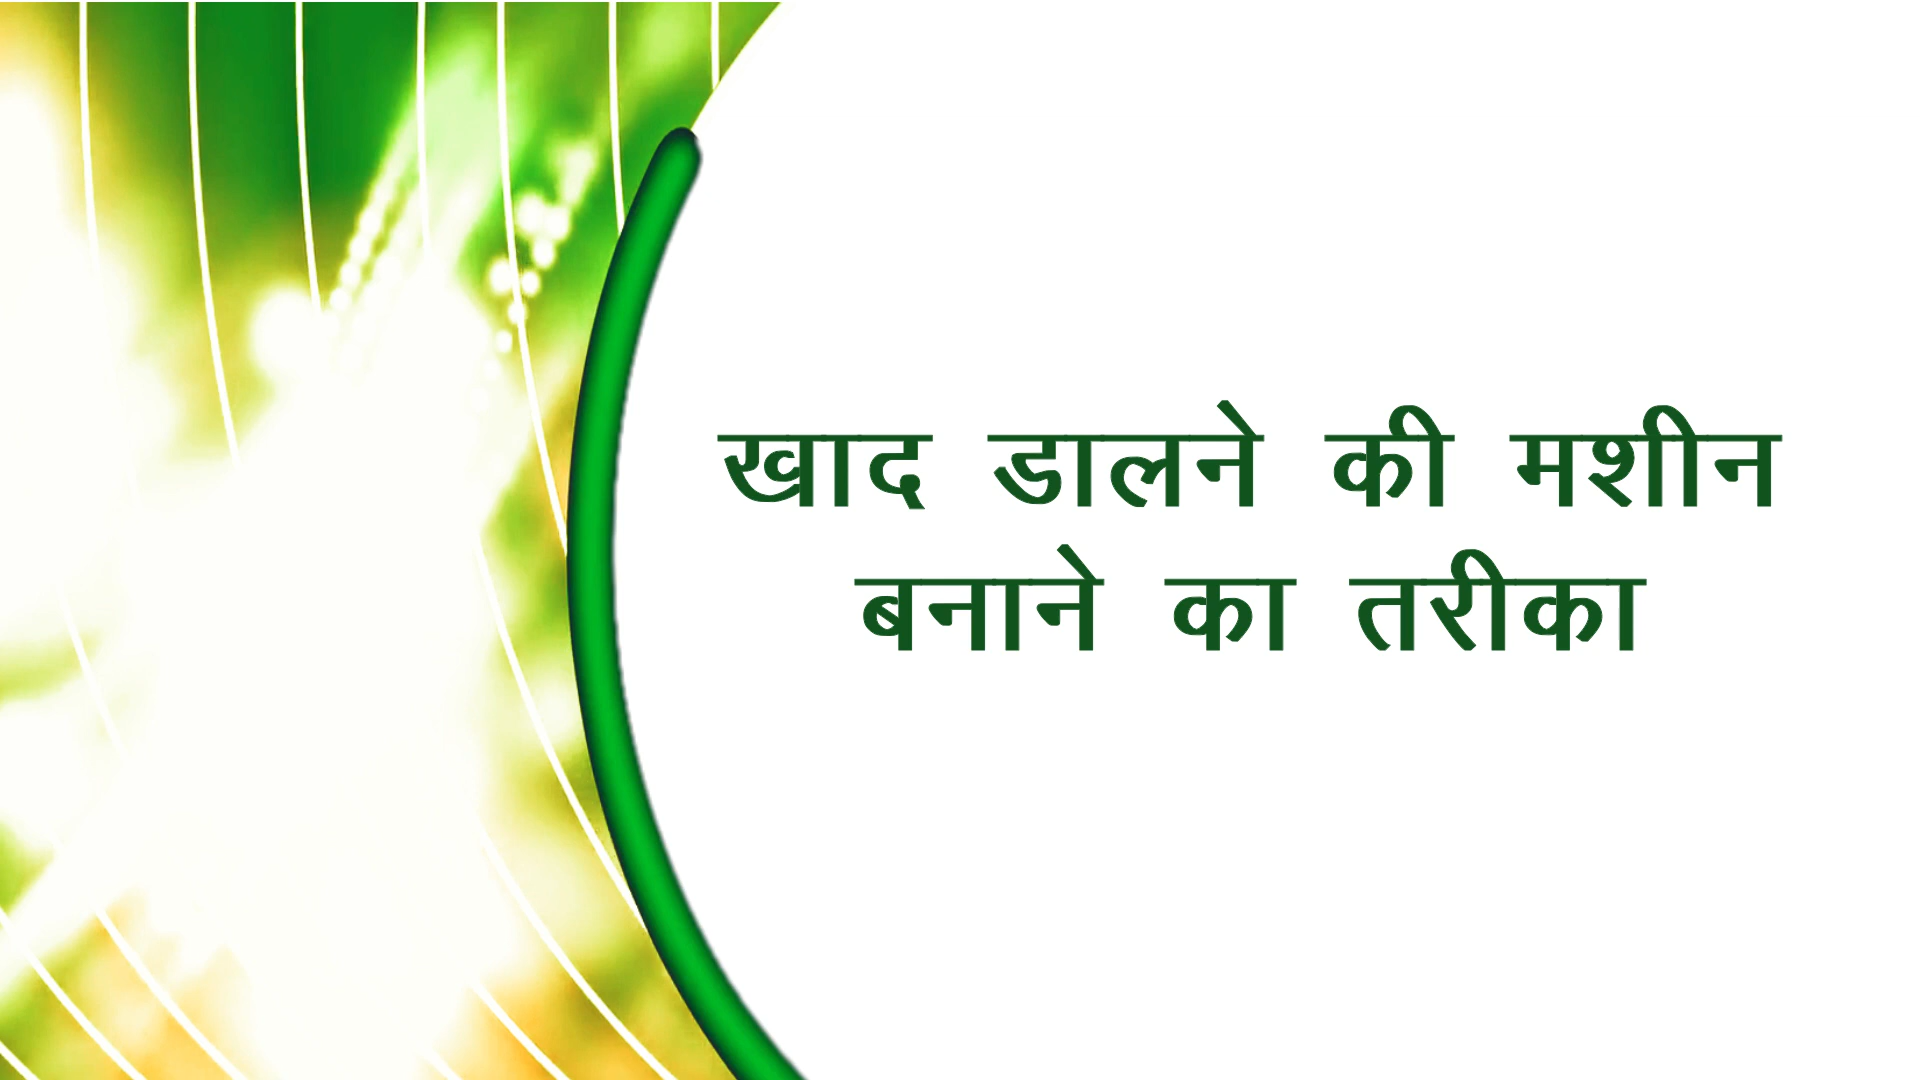 खाद डालने की मशीन
बनाने का तरीका